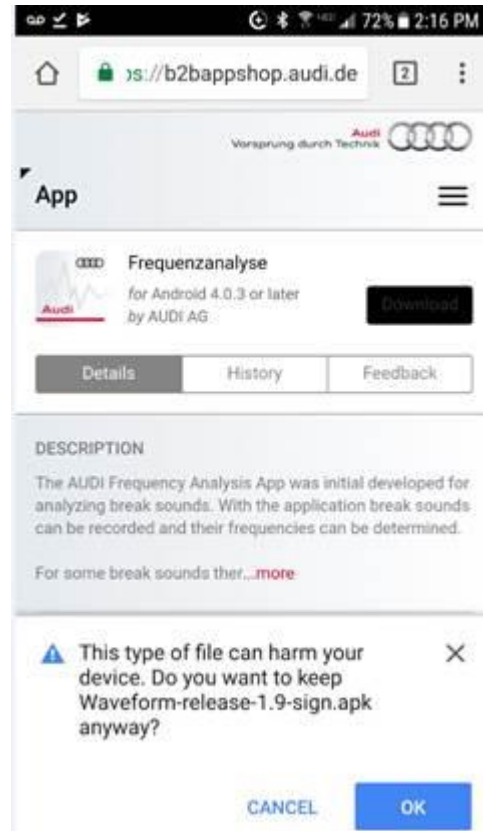 72% 2:16 PM
ps://b2bappshop.audi.de 2
Audi
Vorsprung durch Technik
App
Frequenzanalyse
for Android 4.0.3 or later
by AUDI AG
Audi
Download
Details History Feedback
DESCRIPTION
The AUDI Frequency Analysis App was initial developed for
analyzing break sounds. With the application break sounds
can be recorded and their frequencies can be determined.
For some break sounds ther...more
This type of file can harm your
device. Do you want to keep
Waveform-release-1.9-sign.apk
anyway?
CANCEL OK